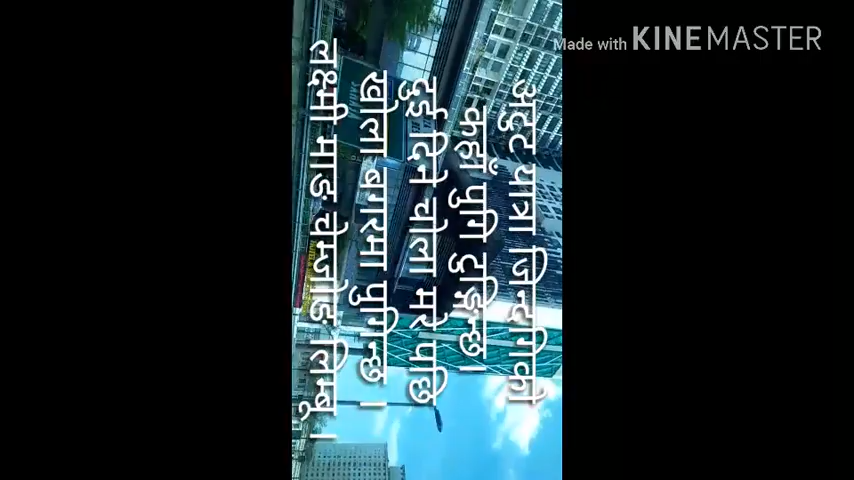 Made with KINEMASTER
अटुट यात्रा जिन्दगिको
कहाँ पुगि टुङ्गिन्छ।
दुई दिने चोला मरे पछि
खोला बगरमा पुगिन्छ ।
लक्ष्मी माङ चेम्जोङ लिम्बू ।